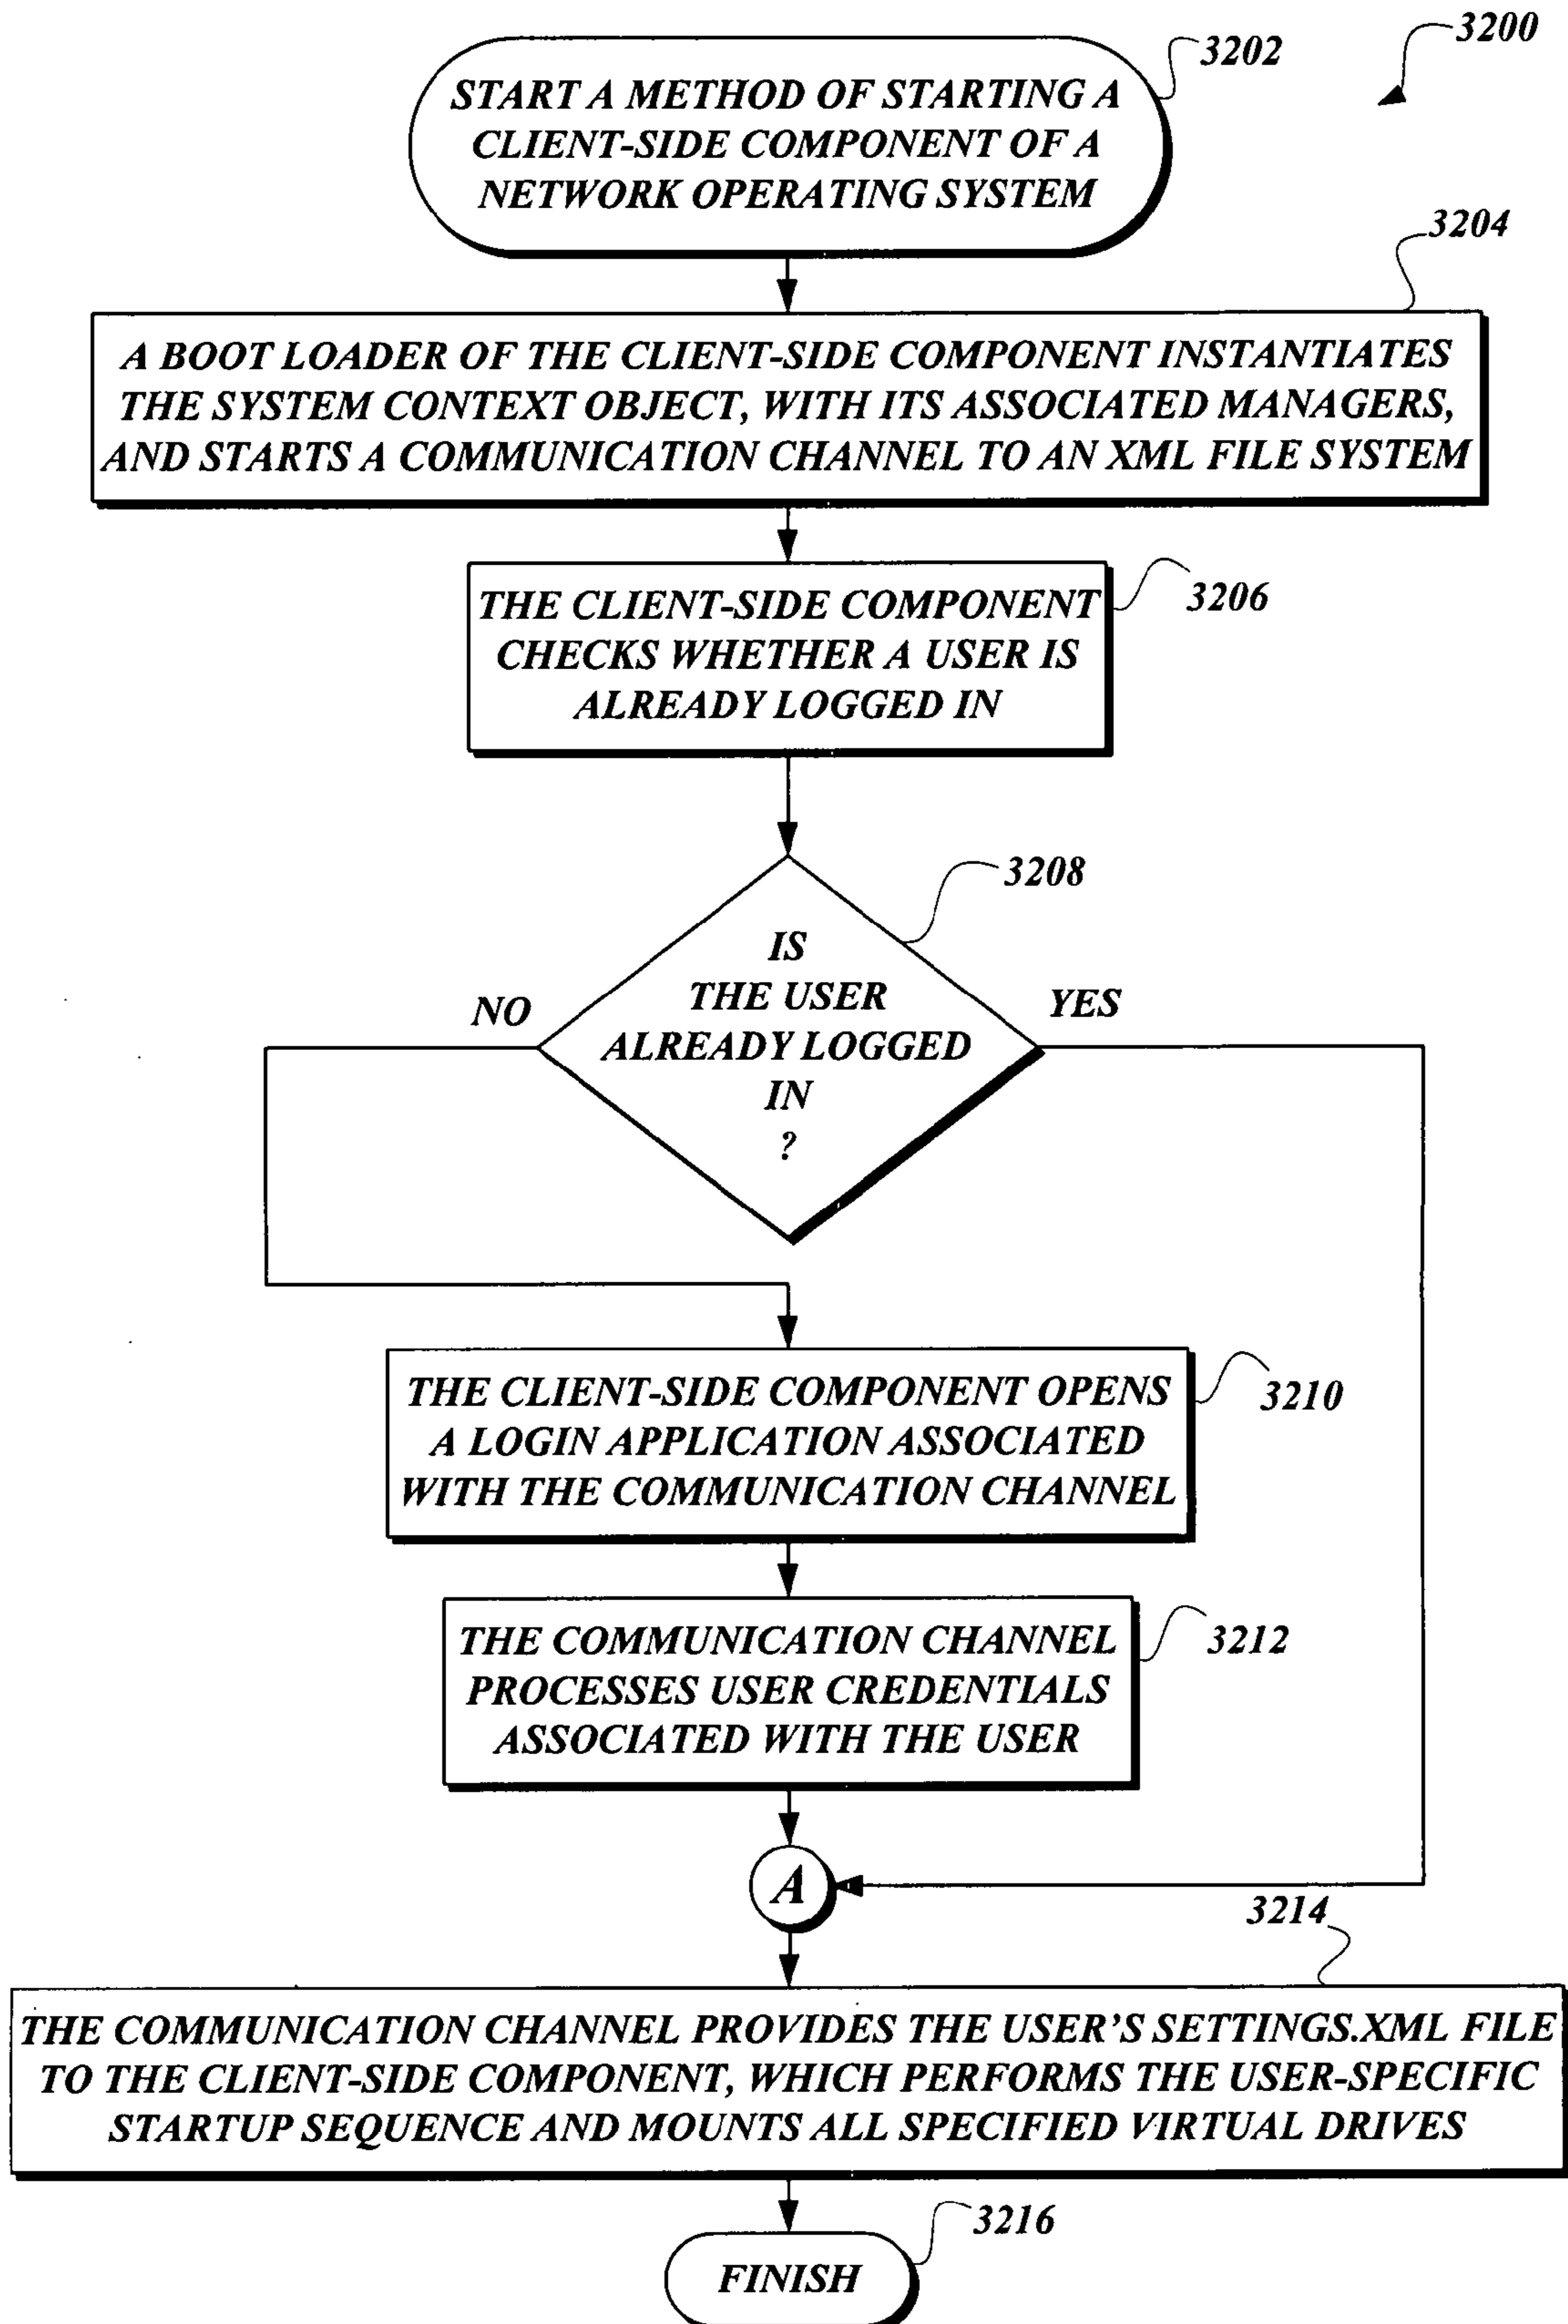 3200
3202
START A METHOD OF STARTING A
CLIENT-SIDE COMPONENT OF A
NETWORK OPERATING SYSTEM
3204
A BOOT LOADER OF THE CLIENT-SIDE COMPONENT INSTANTIATES
THE SYSTEM CONTEXT OBJECT, WITH ITS ASSOCIATED MANAGERS,
AND STARTS A COMMUNICATION CHANNEL TO AN XML FILE SYSTEM
3206
THE CLIENT-SIDE COMPONENT
CHECKS WHETHER A USER IS
ALREADY LOGGED IN
3208
IS
THE USER
ALREADY LOGGED
IN
?
NO
YES
3210
THE CLIENT-SIDE COMPONENT OPENS
A LOGIN APPLICATION ASSOCIATED
WITH THE COMMUNICATION CHANNEL
3212
THE COMMUNICATION CHANNEL
PROCESSES USER CREDENTIALS
ASSOCIATED WITH THE USER
A
3214
THE COMMUNICATION CHANNEL PROVIDES THE USER'S SETTINGS.XML FILE
TO THE CLIENT-SIDE COMPONENT, WHICH PERFORMS THE USER-SPECIFIC
STARTUP SEQUENCE AND MOUNTS ALL SPECIFIED VIRTUAL DRIVES
3216
FINISH